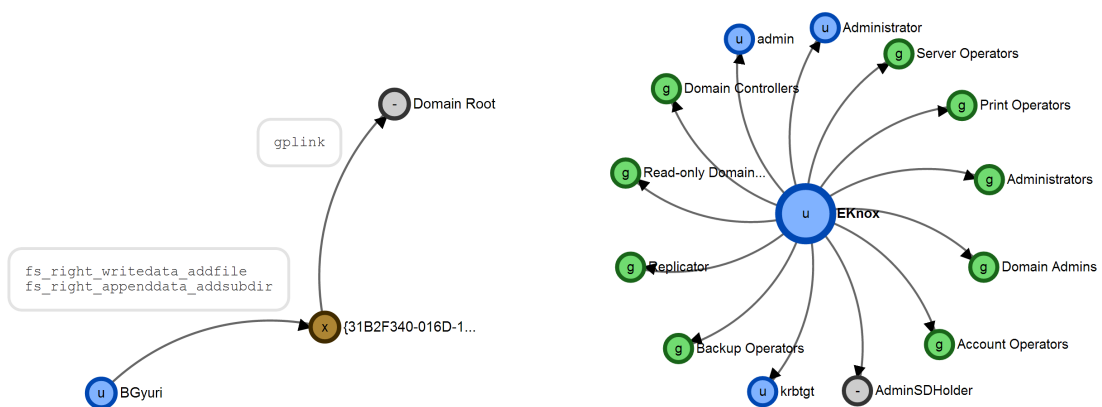 - Domain Root
gplink
fs_right_writedata_addfile
fs_right_appenddata_addsubdir
x {31B2F340-016D-1...
u BGyuri
u admin
u Administrator
g Server Operators
g Domain Controllers
g Print Operators
g Read-only Domain...
g Administrators
u EKnox
g Replicator
g Domain Admins
g Backup Operators
g Account Operators
u krbtgt
- AdminSDHolder